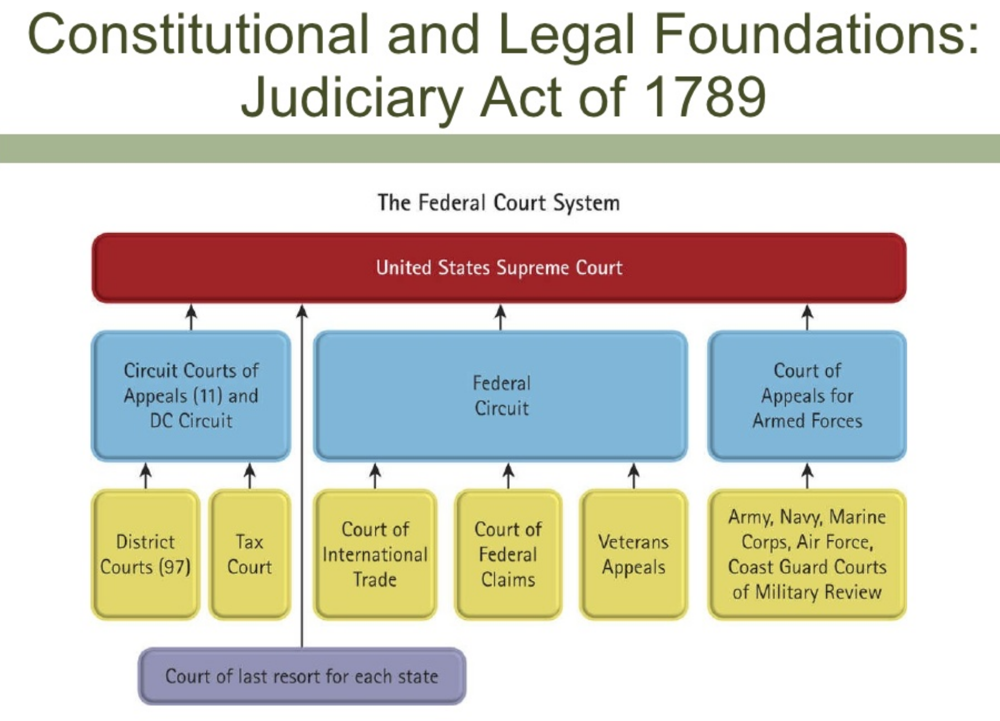 Constitutional and Legal Foundations:
Judiciary Act of 1789
The Federal Court System
United States Supreme Court
Circuit Courts of
Appeals (11) and
DC Circuit
Federal
Circuit
Court of
Appeals for
Armed Forces
District
Courts (97)
Tax
Court
Court of
International
Trade
Court of
Federal
Claims
Veterans
Appeals
Army, Navy, Marine
Corps, Air Force,
Coast Guard Courts
of Military Review
Court of last resort for each state